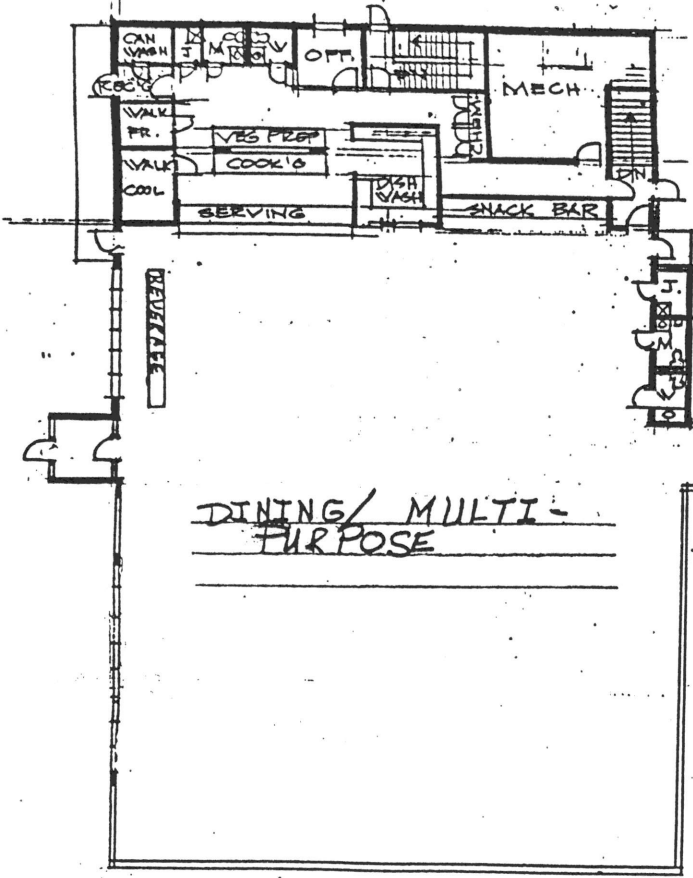 CAN
WASH
J
M
W
OFF.
DN
MECH
REC'G
WALK
FR.
VEG PREP
COOK'G
WALK
COOL
DISH
WASH
DN
SERVING
SNACK BAR
J.
BEVERAGE
M
W
DINING/ MULTI-
PURPOSE